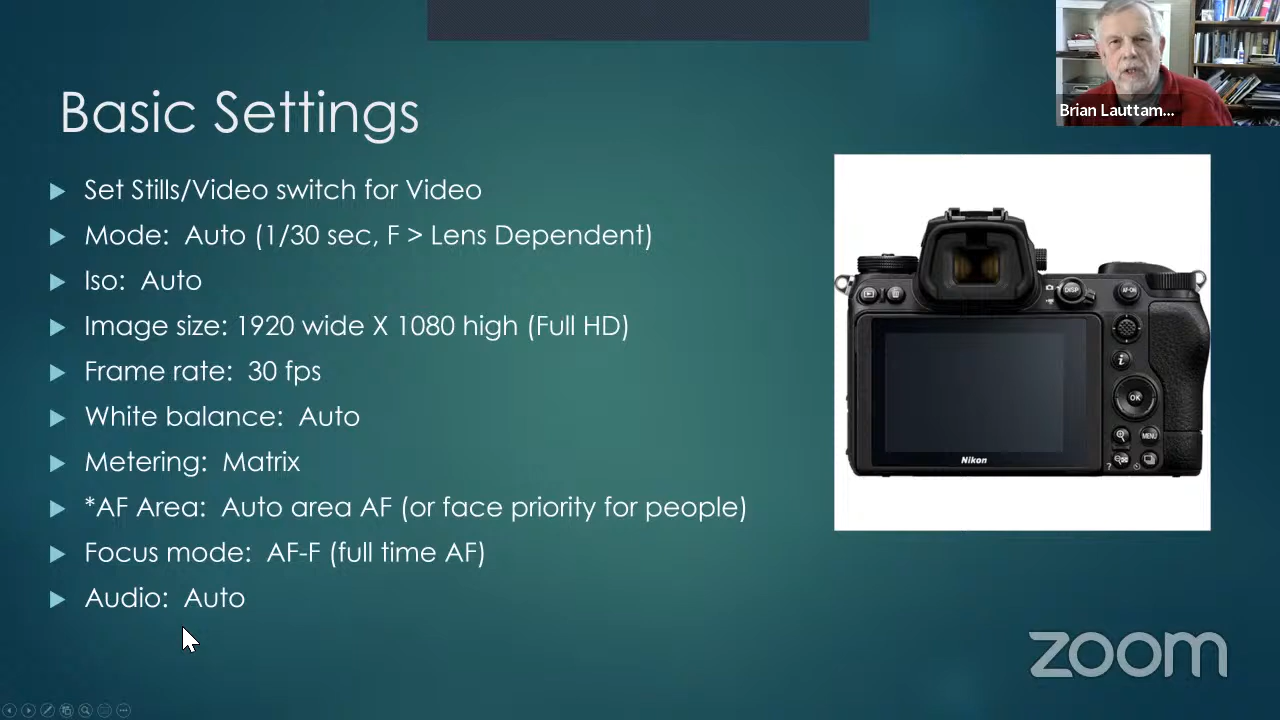 Brian Lauttam...
Basic Settings
Set Stills/Video switch for Video
Mode: Auto (1/30 sec, F > Lens Dependent)
Iso: Auto
Image size: 1920 wide X 1080 high (Full HD)
Frame rate: 30 fps
White balance: Auto
Metering: Matrix
*AF Area: Auto area AF (or face priority for people)
Focus mode: AF-F (full time AF)
Audio: Auto
DISP
AF-ON
i
OK
MENU
?
Nikon
zoom